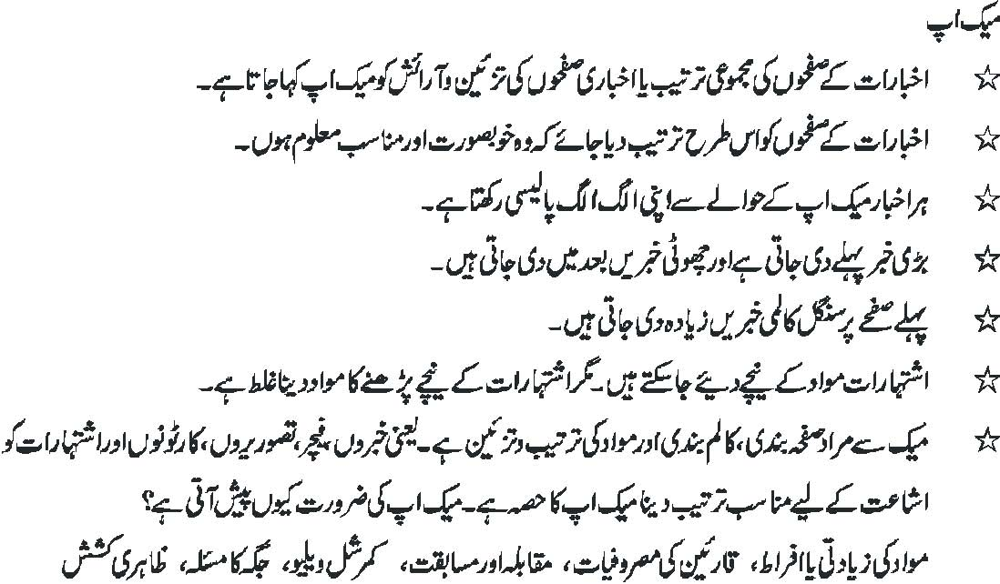 میک اپ
☆ اخبارات کے صفحوں کی مجموعی ترتیب یا اخباری صفحوں کی تزئین و آرائش کو میک اپ کہا جاتا ہے۔
☆ اخبارات کے صفحوں کو اس طرح ترتیب دیا جائے کہ وہ خوبصورت اور مناسب معلوم ہوں۔
☆ ہر اخبار میک اپ کے حوالے سے اپنی الگ الگ پالیسی رکھتا ہے۔
☆ بڑی خبر پہلے دی جاتی ہے اور چھوٹی خبریں بعد میں دی جاتی ہیں۔
☆ پہلے صفحے پر سنگل کالمی خبریں زیادہ دی جاتی ہیں۔
☆ اشتہارات مواد کے نیچے دیئے جا سکتے ہیں۔ مگر اشتہارات کے نیچے پڑھنے کا مواد دینا غلط ہے۔
☆ میک سے مراد صفحہ بندی، کالم بندی اور مواد کی ترتیب و تزئین ہے۔ یعنی خبروں، فیچر، تصوریروں، کارٹونوں اور اشتہارات کو
اشاعت کے لیے مناسب ترتیب دینا میک اپ کا حصہ ہے۔ میک اپ کی ضرورت کیوں پیش آتی ہے؟
مواد کی زیادتی یا افراط، قارئین کی مصروفیات، مقابلہ اور مسابقت، کمرشل ویلیو، جگہ کا مسئلہ، ظاہری کشش